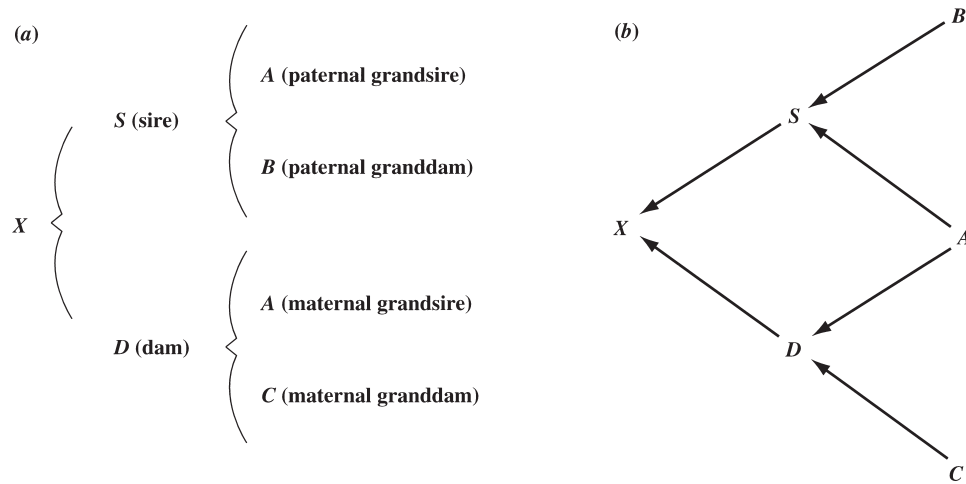 (a)
A (paternal grandsire)
S (sire)
B (paternal granddam)
X
A (maternal grandsire)
D (dam)
C (maternal granddam)
(b)
B
S
X
A
D
C